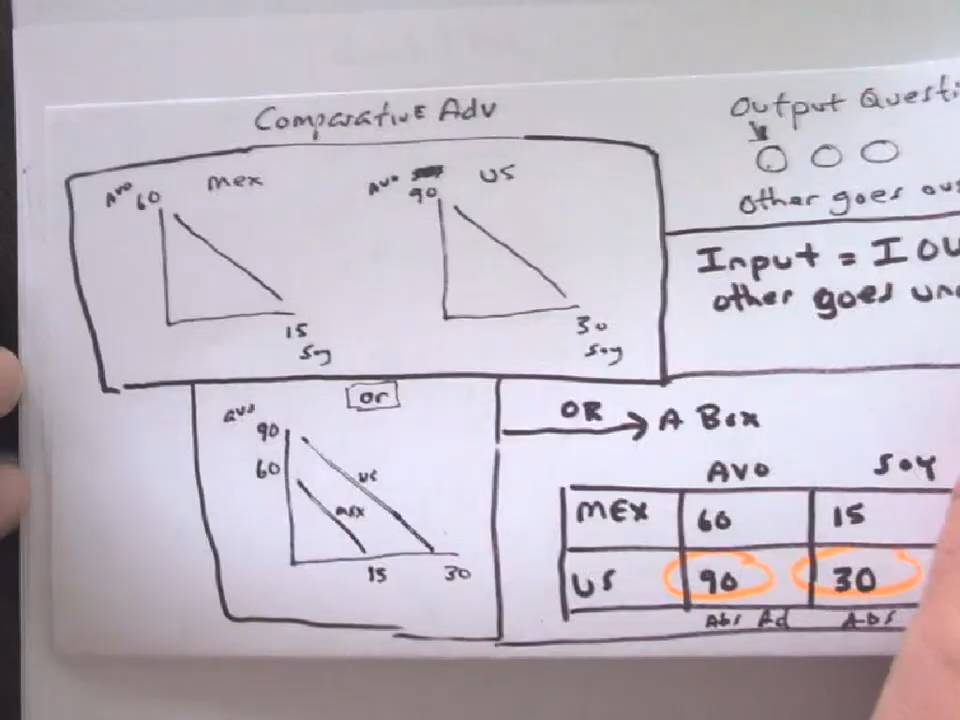 Comparative Adv
Avo 60 Mex
15
Soy
Avo 90 US
30
Soy
or
avo
90
60
US
Mex
15 30
Output Questi
Other goes ov
Input = I OU
other goes un
OR
A Box
AVO SOY
MEX 60 15
US 90 30
Abs Ad Abs